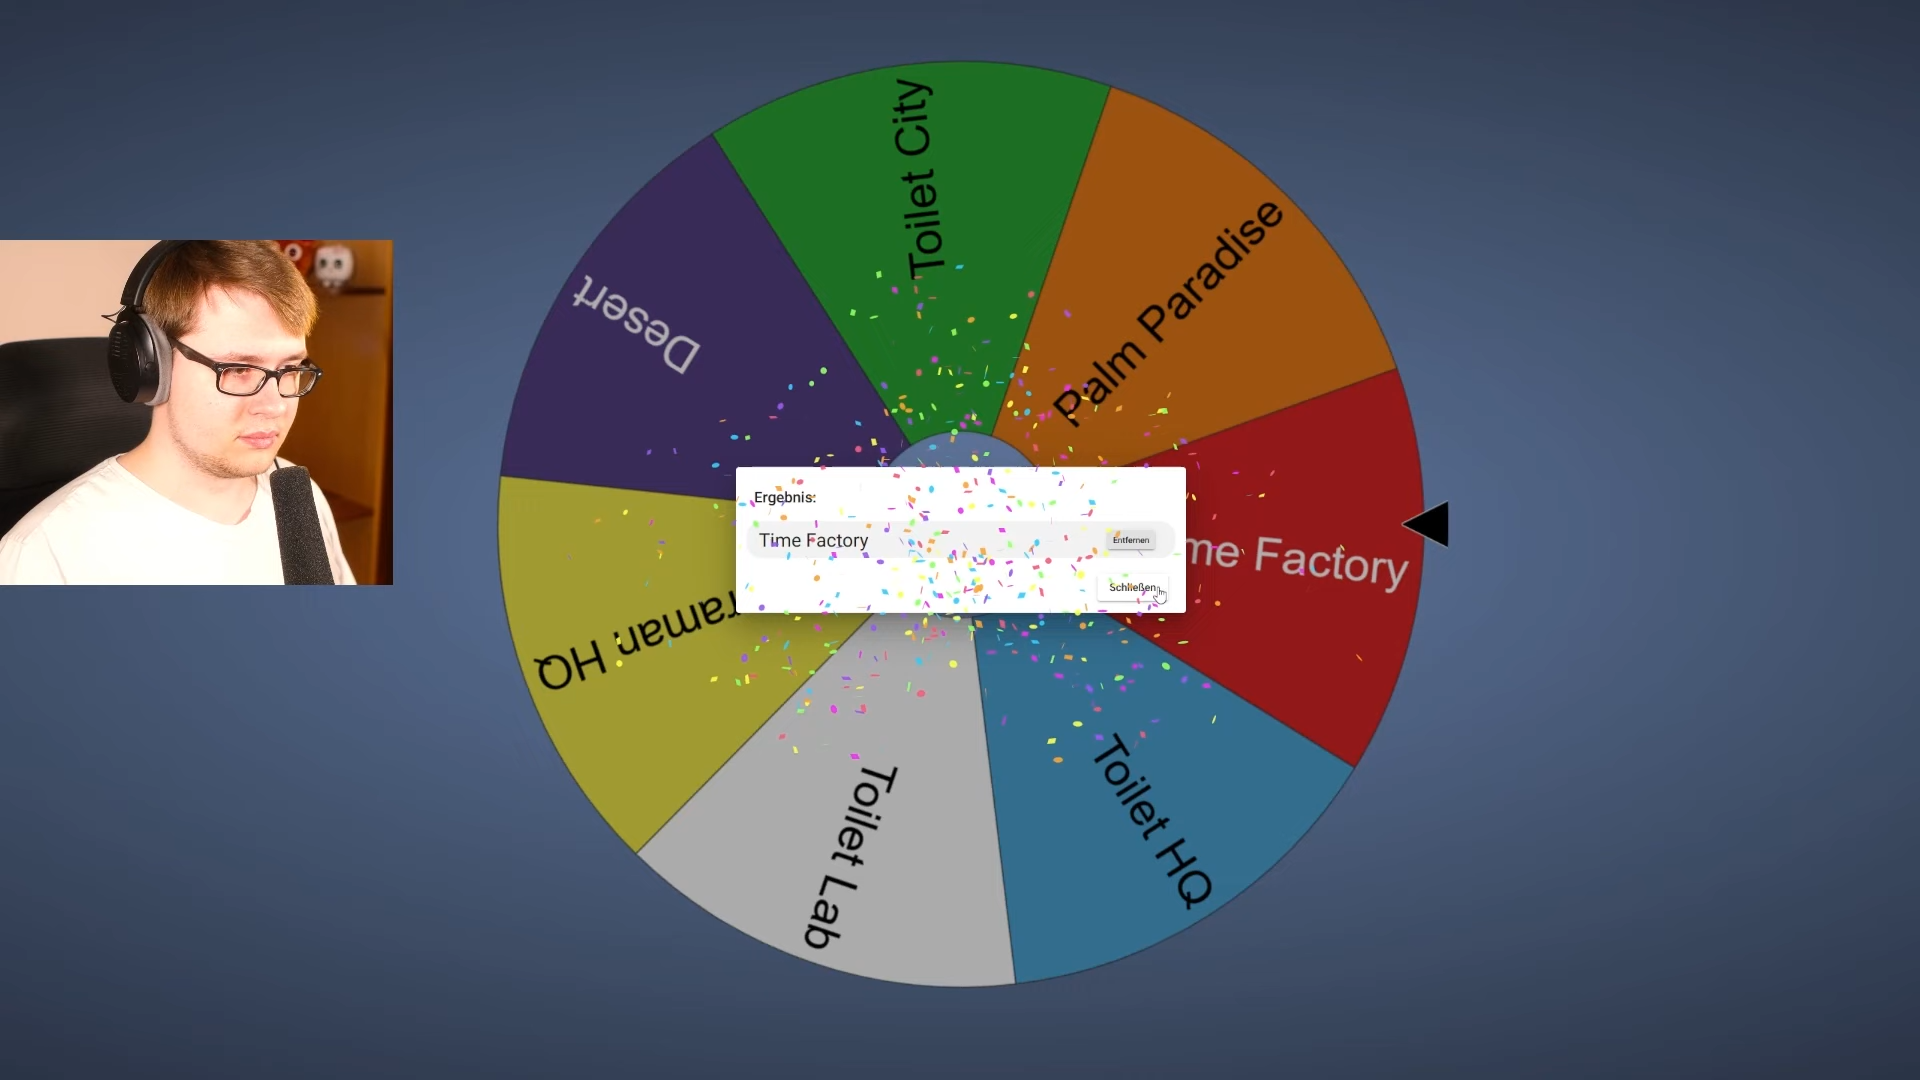 Toilet City
Palm Paradise
Desert
Ergebnis:
Time Factory
Entfernen
Schließen
me Factory
raman HQ
Toilet Lab
Toilet HQ